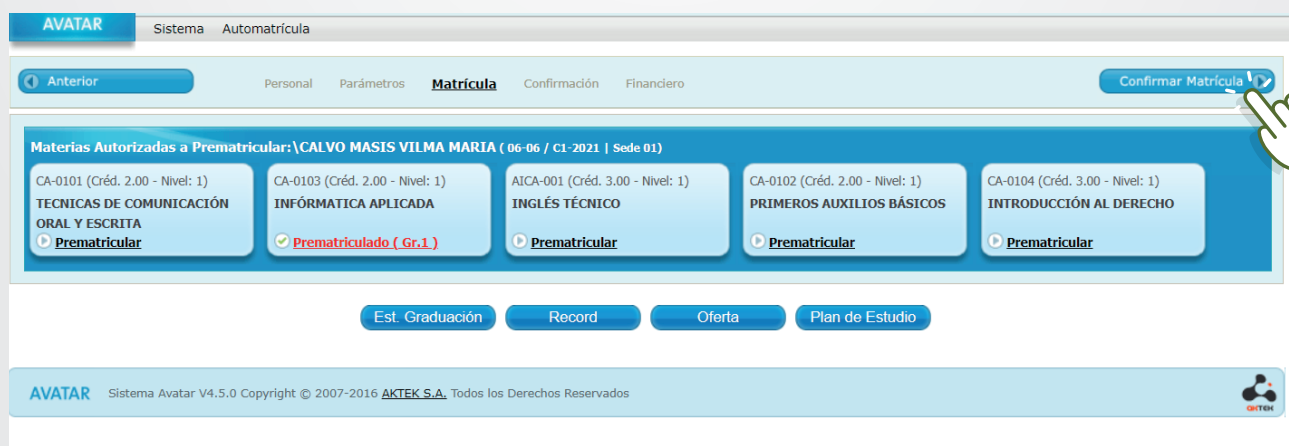 AVATAR Sistema Automatrícula
Anterior Personal Parámetros Matrícula Confirmación Financiero Confirmar Matrícula
Materias Autorizadas a Prematricular:\CALVO MASIS VILMA MARIA ( 06-06 / C1-2021 | Sede 01)
CA-0101 (Créd. 2.00 - Nivel: 1)
TECNICAS DE COMUNICACIÓN
ORAL Y ESCRITA
Prematricular
CA-0103 (Créd. 2.00 - Nivel: 1)
INFÓRMATICA APLICADA
Prematriculado ( Gr.1 )
AICA-001 (Créd. 3.00 - Nivel: 1)
INGLÉS TÉCNICO
Prematricular
CA-0102 (Créd. 2.00 - Nivel: 1)
PRIMEROS AUXILIOS BÁSICOS
Prematricular
CA-0104 (Créd. 3.00 - Nivel: 1)
INTRODUCCIÓN AL DERECHO
Prematricular
Est. Graduación Record Oferta Plan de Estudio
AVATAR Sistema Avatar V4.5.0 Copyright © 2007-2016 AKTEK S.A. Todos los Derechos Reservados
AKTEK